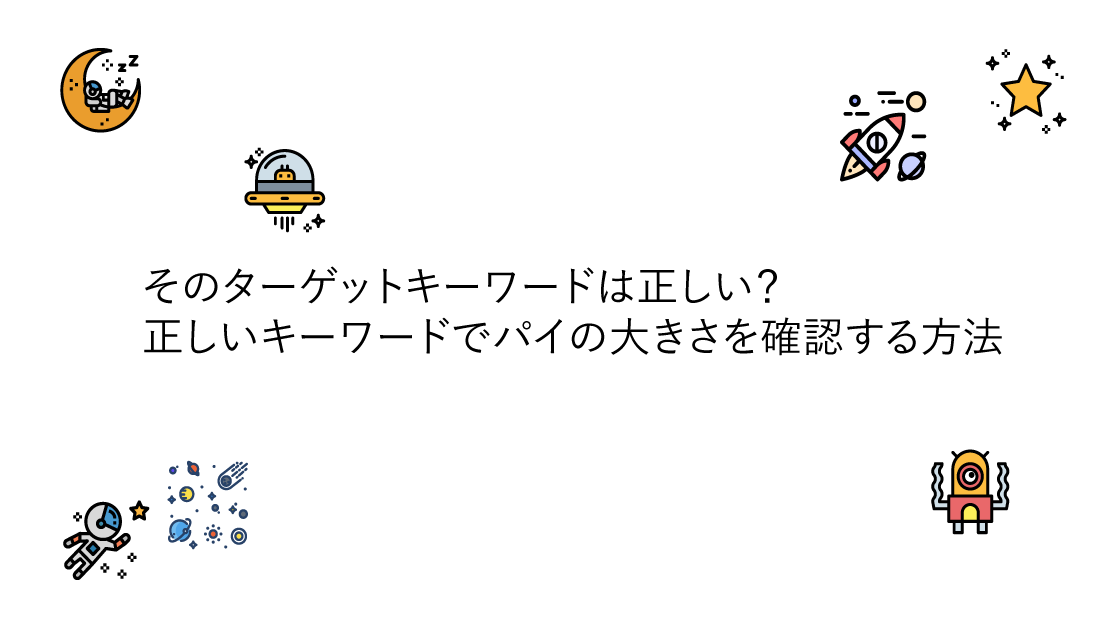 そのターゲットキーワードは正しい？
正しいキーワードでパイの大きさを確認する方法
zz